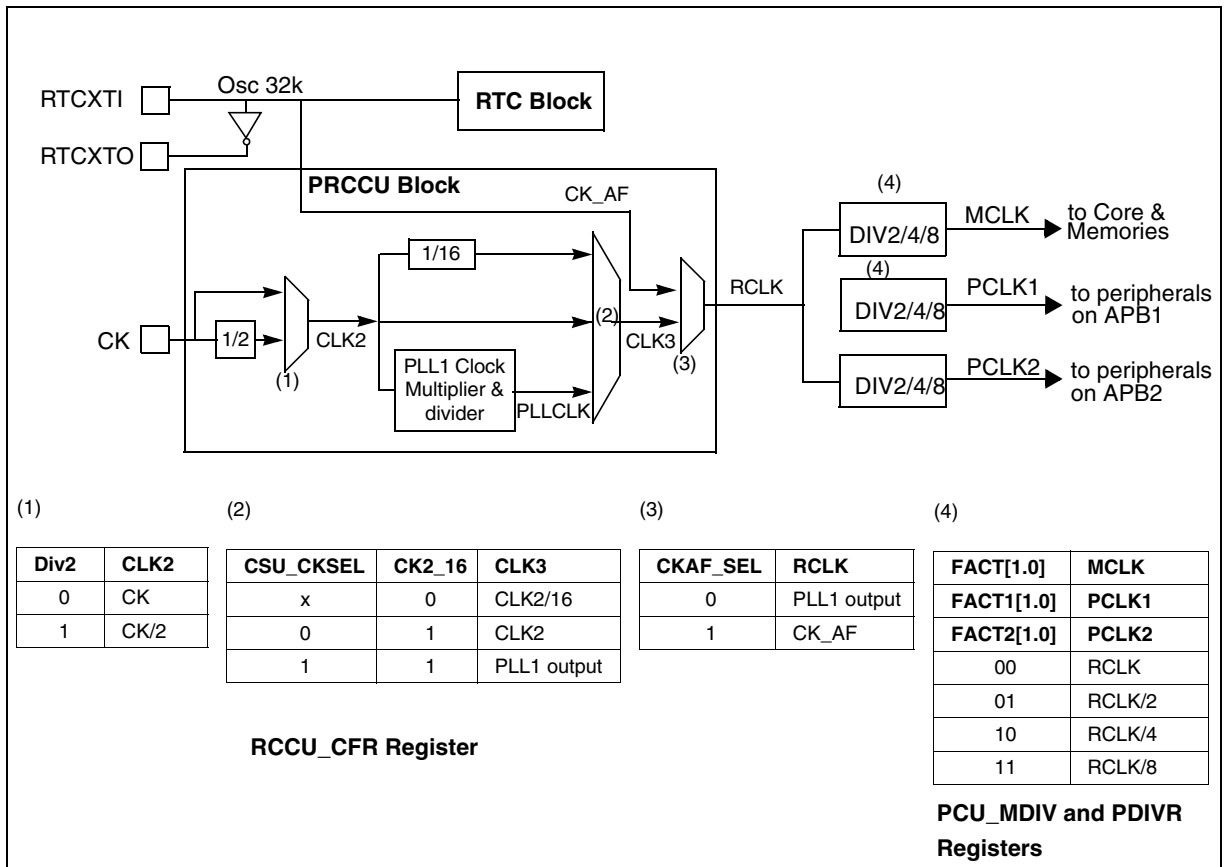 RTCXTI
Osc 32k
RTC Block
RTCXTO
PRCCU Block
CK_AF
(4)
DIV2/4/8
MCLK
to Core &
Memories
1/16
(4)
DIV2/4/8
PCLK1
to peripherals
on APB1
RCLK
CK
1/2
(1)
CLK2
(2)
CLK3
(3)
PLL1 Clock
Multiplier &
divider
PLLCLK
DIV2/4/8
PCLK2
to peripherals
on APB2
(1)
Div2 CLK2
0 CK
1 CK/2
(2)
CSU_CKSEL CK2_16 CLK3
x 0 CLK2/16
0 1 CLK2
1 1 PLL1 output
RCCU_CFR Register
(3)
CKAF_SEL RCLK
0 PLL1 output
1 CK_AF
(4)
FACT[1.0] MCLK
FACT1[1.0] PCLK1
FACT2[1.0] PCLK2
00 RCLK
01 RCLK/2
10 RCLK/4
11 RCLK/8
PCU_MDIV and PDIVR
Registers